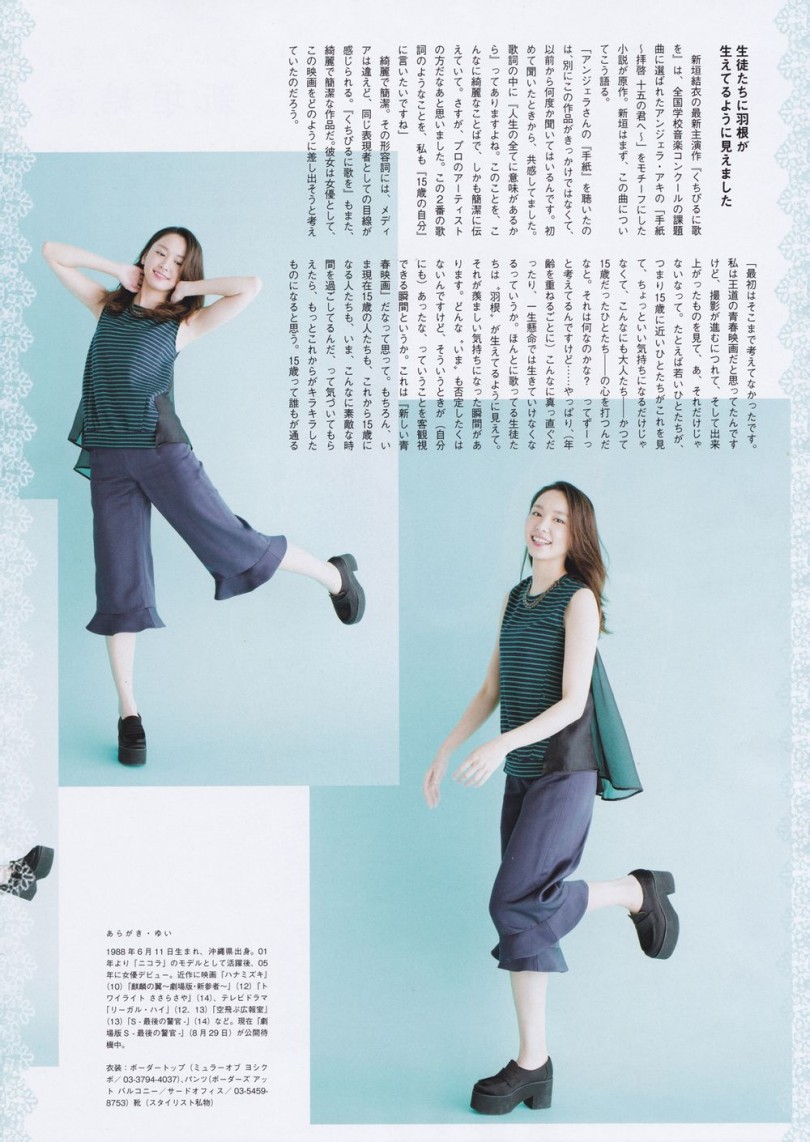 生徒たちに羽根が
生えてるように見えました
新垣結衣の最新主演作『くちびるに歌
を』は、全国学校音楽コンクールの課題
曲に選ばれたアンジェラ・アキの「手紙
〜拝啓 十五の君へ〜」をモチーフにした
小説が原作。新垣はまず、この曲につい
てこう語る。
「アンジェラさんの『手紙』を聴いたの
は、別にこの作品がきっかけではなくて、
以前から何度か聞いてはいるんです。初
めて聞いたときから、共感してました。
歌詞の中に『人生の全てに意味があるか
ら』ってありますよね。このことを、こ
んなに綺麗なことばで、しかも簡潔に伝
えていて。さすが、プロのアーティスト
の方だなあと思いました。この2番の歌
詞のようなことを、私も『15歳の自分』
に言いたいですね」
綺麗で簡潔。その形容詞には、メディ
アは違えど、同じ表現者としての目線が
感じられる。『くちびるに歌を』もまた、
綺麗で簡潔な作品だ。彼女は女優として、
この映画をどのように差し出そうと考え
ていたのだろう。
「最初はそこまで考えてなかったです。
私は王道の青春映画だと思ってたんです
けど、撮影が進むにつれて、そして出来
上がったものを見て、あ、それだけじゃ
ないなって。たとえば若いひとたちが、
つまり15歳に近いひとたちがこれを見
て、ちょっといい気持ちになるだけじゃ
なくて、こんなにも大人たち――かつて
15歳だったひとたち――の心を打つんだ
なと。それは何なのかな? ってずーっ
と考えてるんですけど……やっぱり、(年
齢を重ねるごとに)こんなに真っ直ぐだ
ったり、一生懸命では生きていけなくな
るっていうか。ほんとに歌ってる生徒た
ちは〝羽根〟が生えてるように見えて。
それが羨ましい気持ちになった瞬間があ
ります。どんな〝いま〟も否定したくは
ないんですけど、そういうときが(自分
にも)あったな、っていうことを客観視
できる瞬間というか。これは『新しい青
春映画』だなって思って。もちろん、い
ま現在15歳の人たちも、これから15歳に
なる人たちも、いま、こんなに素敵な時
間を過ごしてるんだ、って気づいてもら
えたら、もっとこれからがキラキラした
ものになると思う。15歳って誰もが通る
あらがき・ゆい
1988年6月11日生まれ、沖縄県出身。01
年より「ニコラ」のモデルとして活躍後、05
年に女優デビュー。近作に映画『ハナミズキ』
(10)『麒麟の翼〜劇場版・新参者〜』(12)『ト
ワイライト ささらさや』(14)、テレビドラマ
『リーガル・ハイ』(12、13)『空飛ぶ広報室』
(13)『S -最後の警官-』(14)など。現在『劇
場版S -最後の警官-』(8月29日)が公開待
機中。
衣装:ボーダートップ(ミュラーオブ ヨシオク
ボ/03-3794-4037)、パンツ(ボーダーズ アッ
ト バルコニー/サードオフィス/03-5459-
8753)靴(スタイリスト私物)